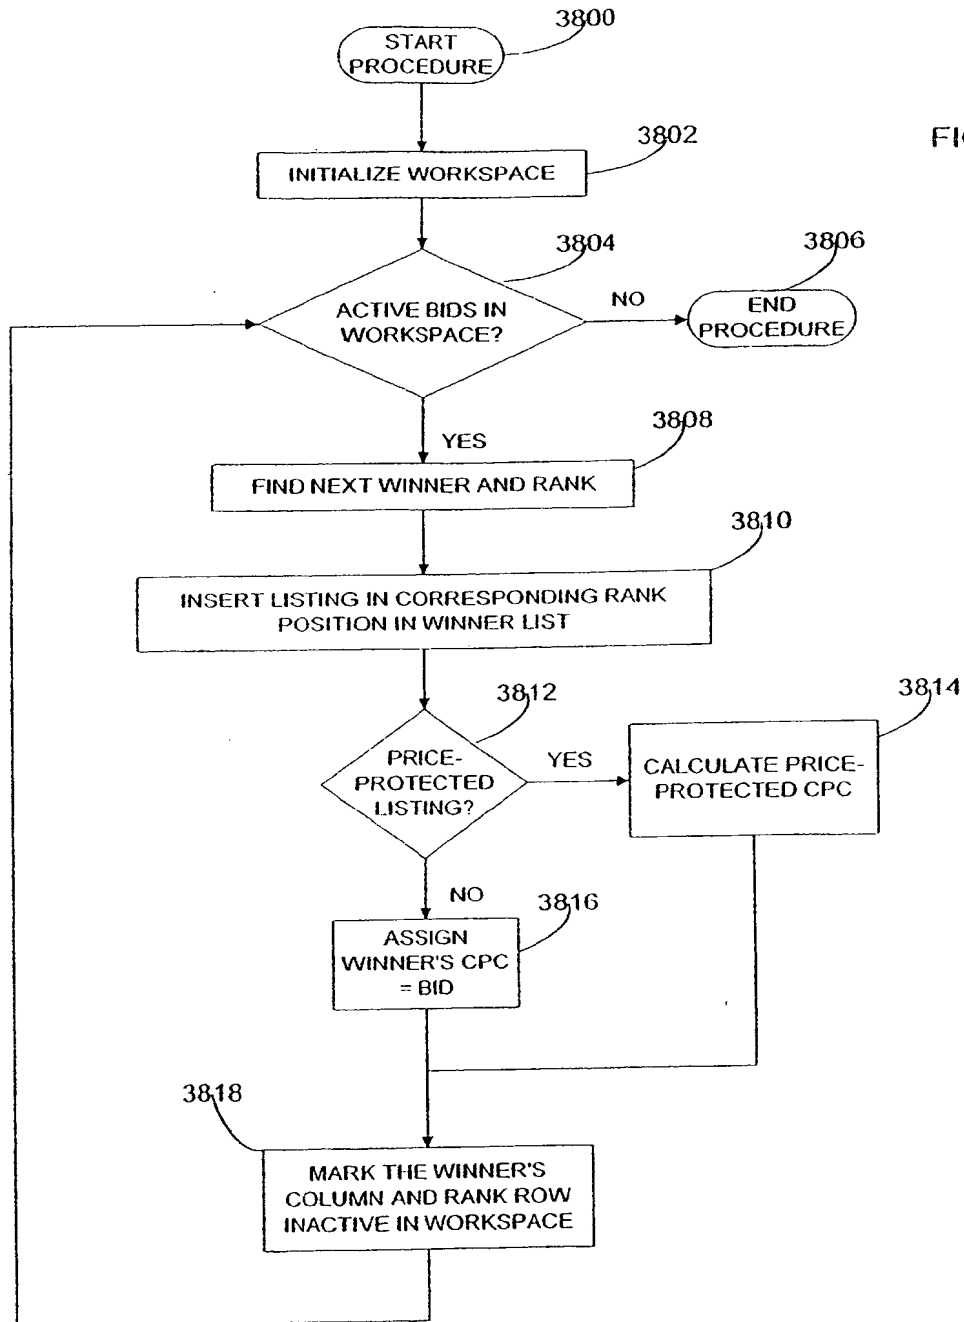 3800
START
PROCEDURE
3802
FI
INITIALIZE WORKSPACE
3804
3806
ACTIVE BIDS IN
WORKSPACE?
NO
END
PROCEDURE
YES
3808
FIND NEXT WINNER AND RANK
3810
INSERT LISTING IN CORRESPONDING RANK
POSITION IN WINNER LIST
3812
3814
PRICE-
PROTECTED
LISTING?
YES
CALCULATE PRICE-
PROTECTED CPC
NO
3816
ASSIGN
WINNER'S CPC
= BID
3818
MARK THE WINNER'S
COLUMN AND RANK ROW
INACTIVE IN WORKSPACE